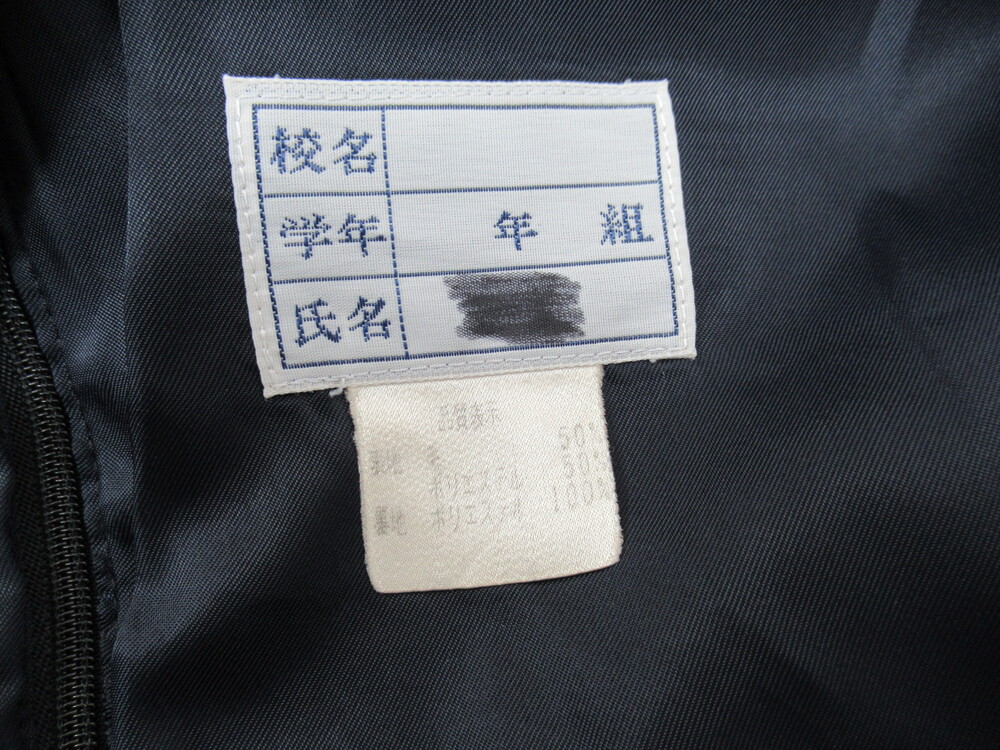 校名
学年 年 組
氏名
品質表示
表地 50%
ポリエステル 50%
裏地 ポリエステル 100%